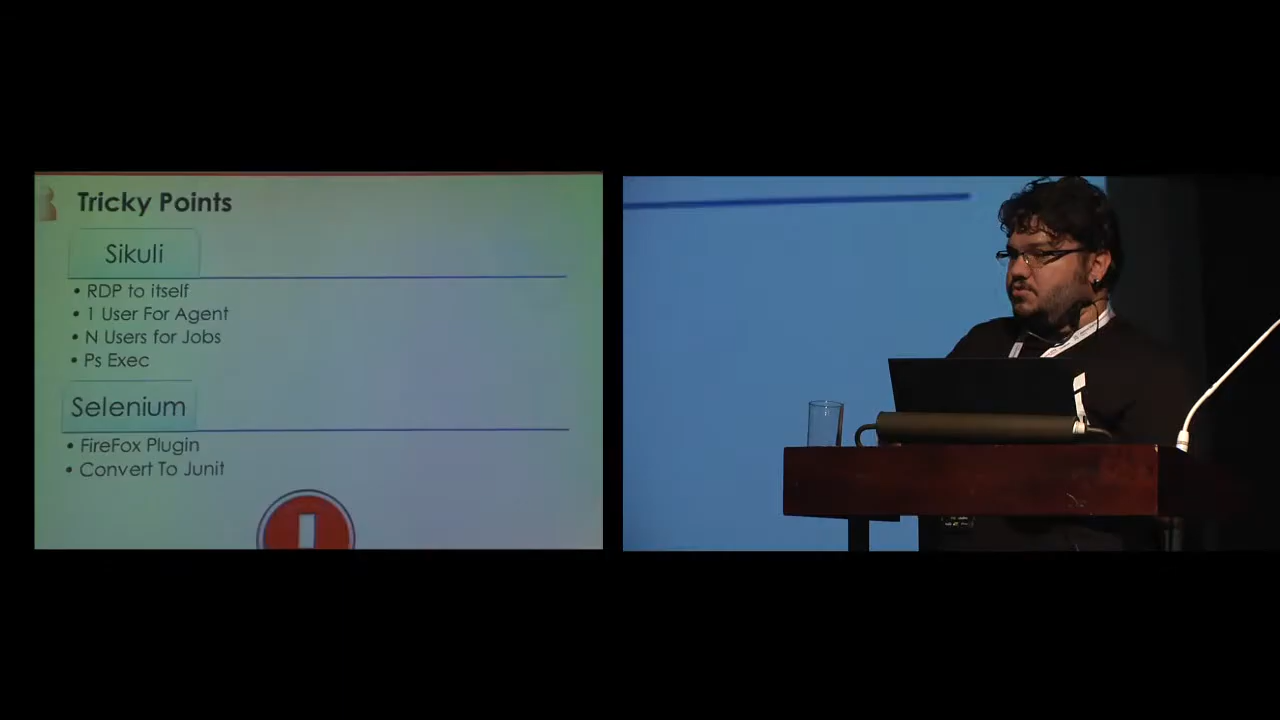 Tricky Points
Sikuli
• RDP to itself
• 1 User For Agent
• N Users for Jobs
• Ps Exec
Selenium
• FireFox Plugin
• Convert To Junit